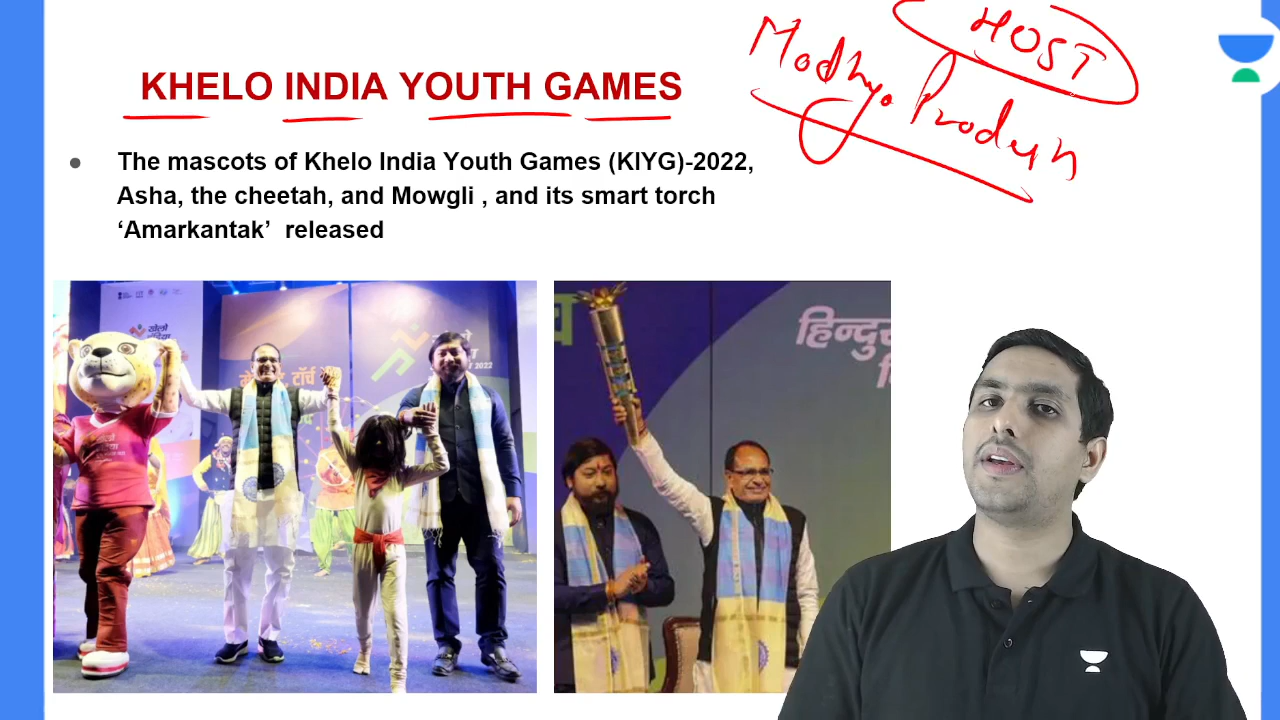 HOST
Madhya Pradesh
KHELO INDIA YOUTH GAMES
The mascots of Khelo India Youth Games (KIYG)-2022,
Asha, the cheetah, and Mowgli , and its smart torch
‘Amarkantak’ released
खेलो
2022